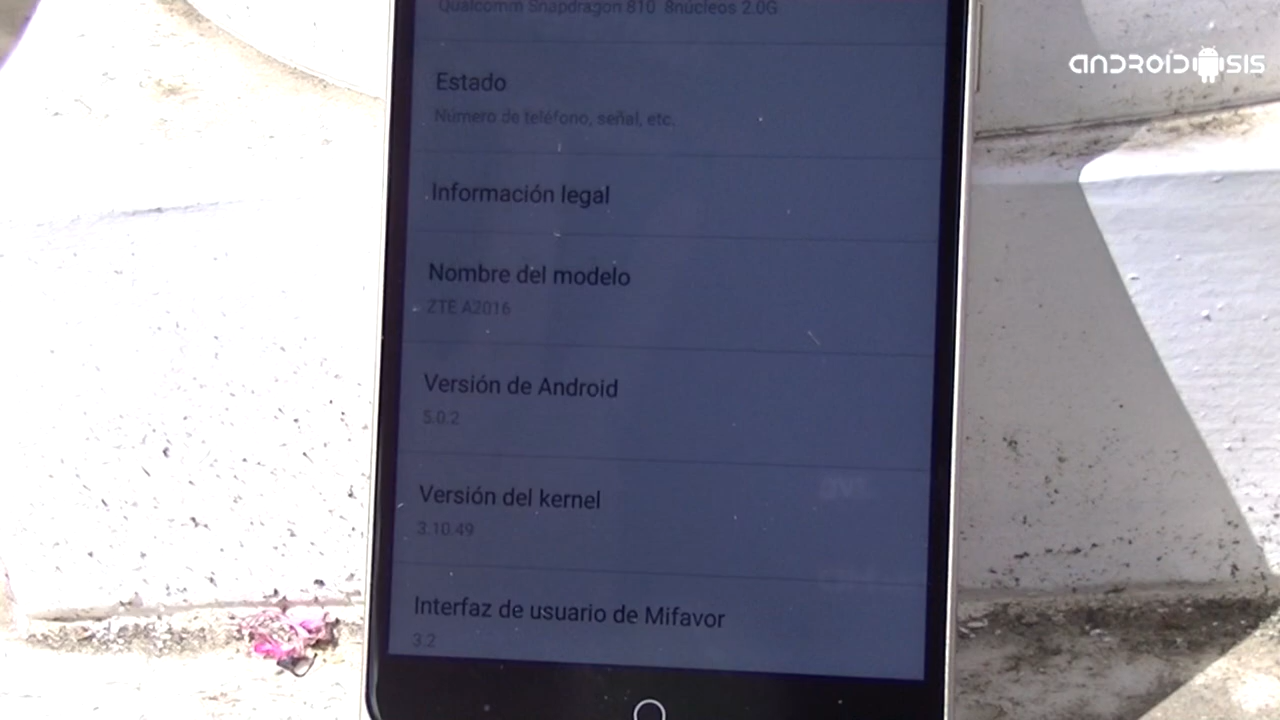 Qualcomm Snapdragon 810 8núcleos 2.0G
ANDROIDSIS
Estado
Número de teléfono, señal, etc.
Información legal
Nombre del modelo
ZTE A2016
Versión de Android
5.0.2
Versión del kernel
3.10.49
Interfaz de usuario de Mifavor
3.2